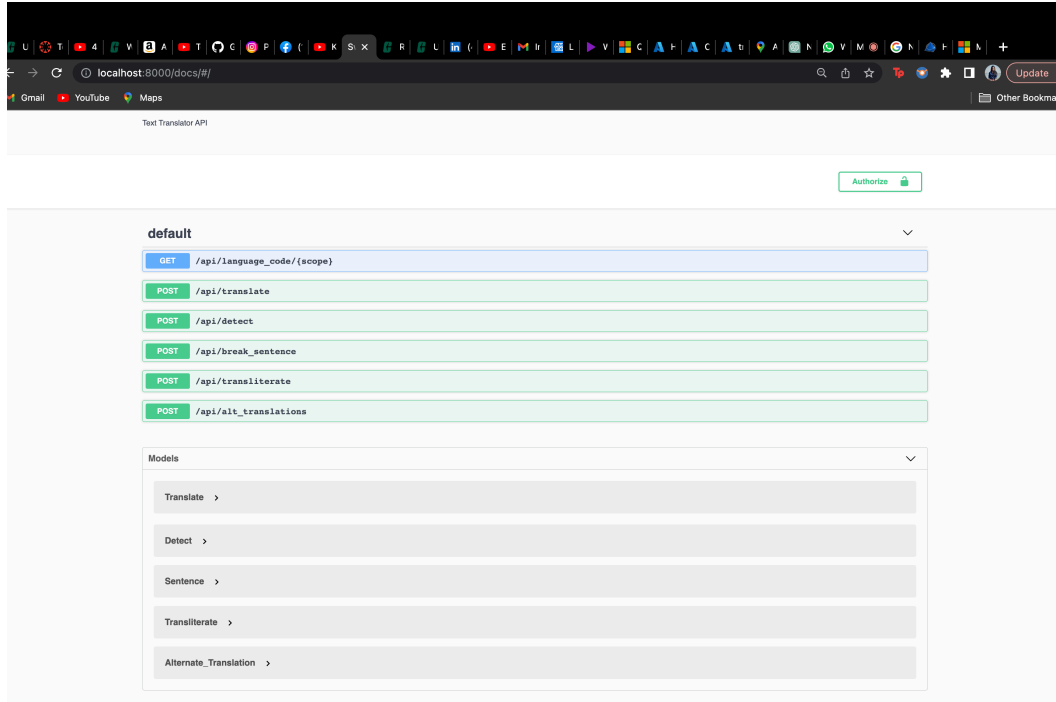 localhost:8000/docs/#/
Update
Gmail YouTube Maps
Other Bookma
Text Translator API
Authorize
default
GET /api/language_code/{scope}
POST /api/translate
POST /api/detect
POST /api/break_sentence
POST /api/transliterate
POST /api/alt_translations
Models
Translate >
Detect >
Sentence >
Transliterate >
Alternate_Translation >